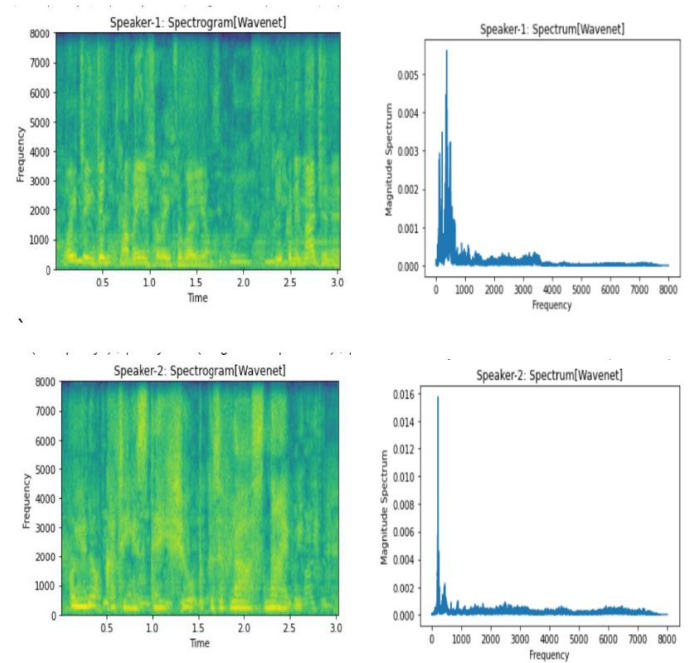 Speaker-1: Spectrogram[Wavenet]
8000
7000
6000
5000
4000
3000
2000
1000
0
Frequency
0.5 1.0 1.5 2.0 2.5 3.0
Time
Speaker-1: Spectrum[Wavenet]
0.005
0.004
0.003
0.002
0.001
0.000
Magnitude Spectrum
0 1000 2000 3000 4000 5000 6000 7000 8000
Frequency
Speaker-2: Spectrogram[Wavenet]
8000
7000
6000
5000
4000
3000
2000
1000
0
Frequency
0.5 1.0 1.5 2.0 2.5 3.0
Time
Speaker-2: Spectrum[Wavenet]
0.016
0.014
0.012
0.010
0.008
0.006
0.004
0.002
0.000
Magnitude Spectrum
0 1000 2000 3000 4000 5000 6000 7000 8000
Frequency